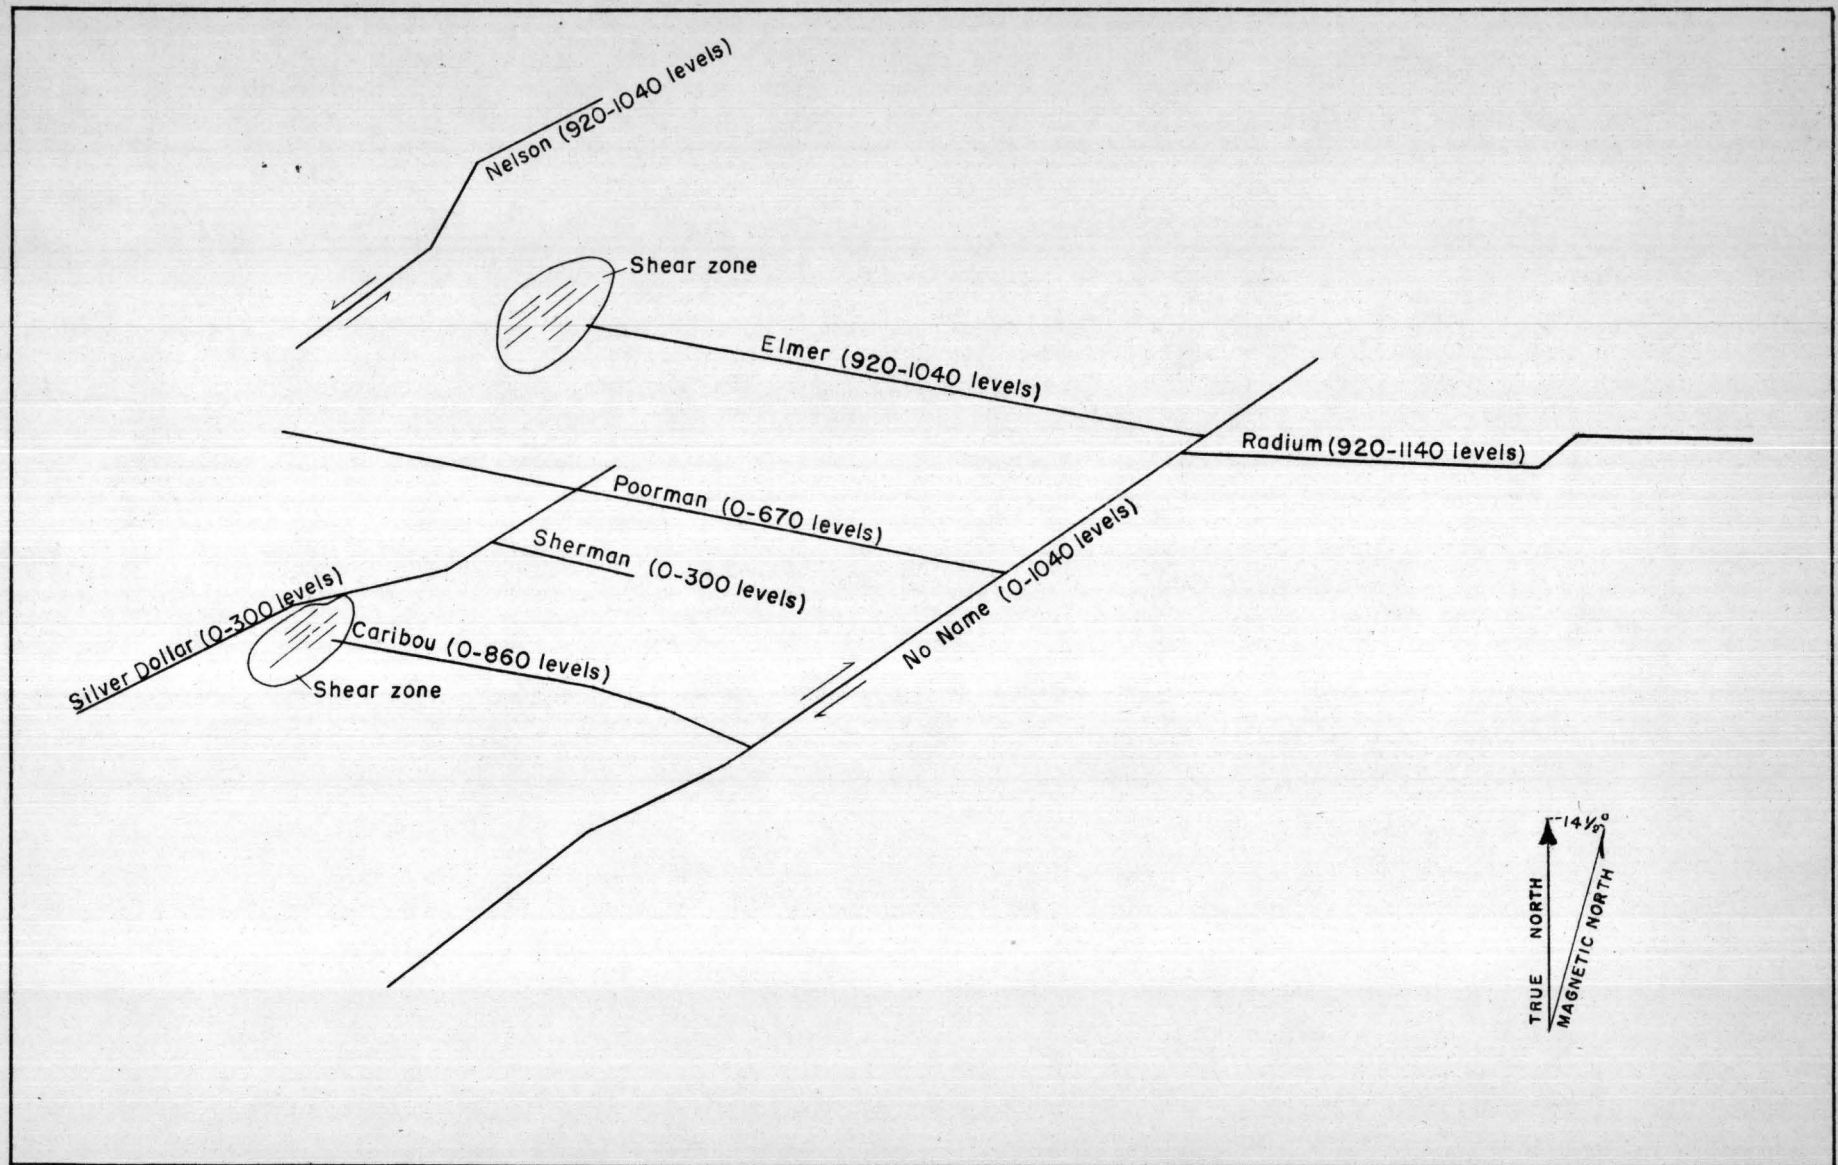 Nelson (920-1040 levels)
Shear zone
Elmer (920-1040 levels)
Radium (920-1140 levels)
Poorman (0-670 levels)
Sherman (0-300 levels)
No Name (0-1040 levels)
Silver Dollar (0-300 levels)
Caribou (0-860 levels)
Shear zone
14½°
TRUE NORTH
MAGNETIC NORTH